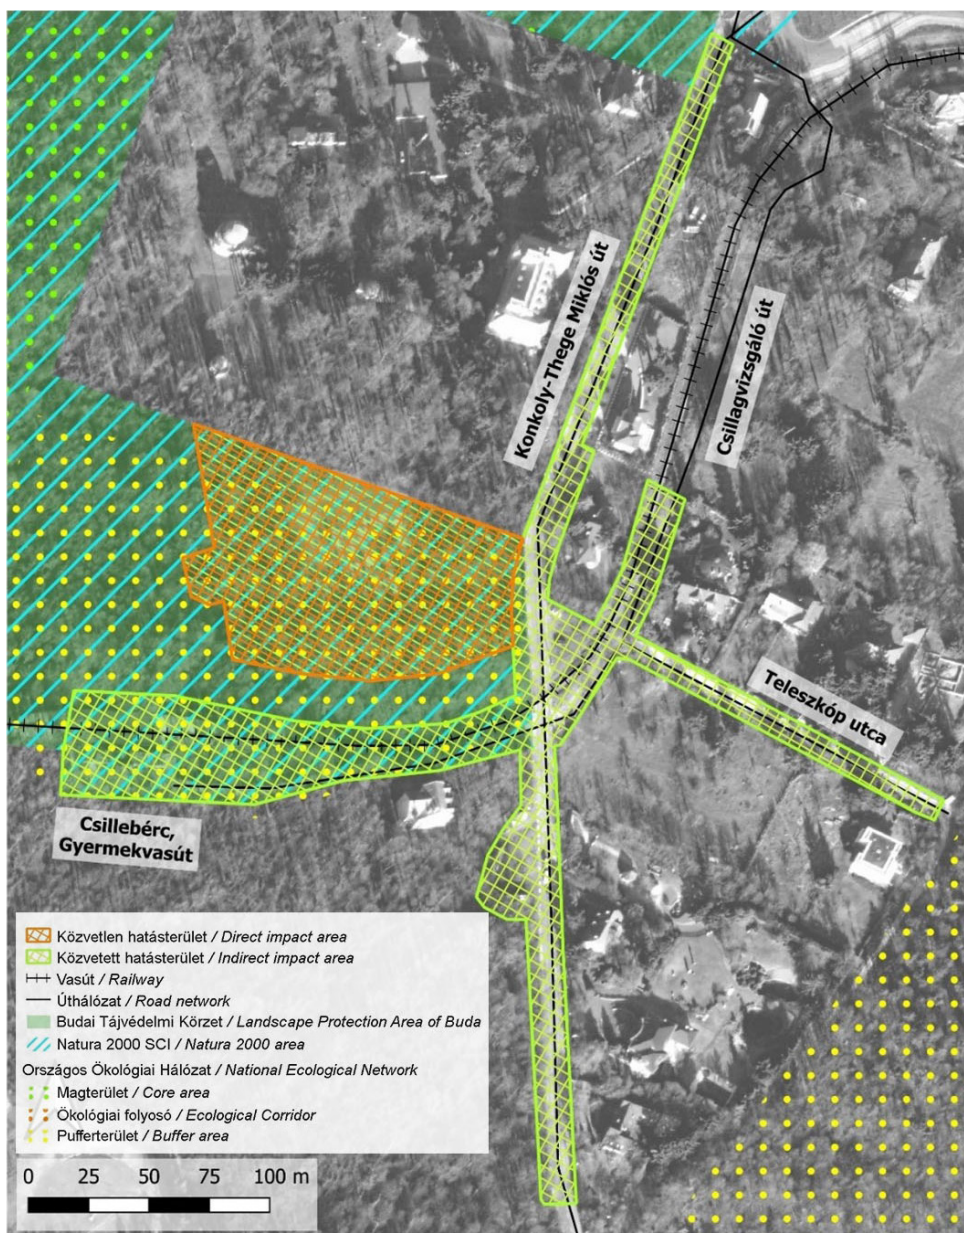 Konkoly-Thege Miklós út
Csillagvizsgáló út
Teleszkóp utca
Csillebérc,
Gyermekvasút
Közvetlen hatásterület / Direct impact area
Közvetett hatásterület / Indirect impact area
Vasút / Railway
Úthálózat / Road network
Budai Tájvédelmi Körzet / Landscape Protection Area of Buda
Natura 2000 SCI / Natura 2000 area
Országos Ökológiai Hálózat / National Ecological Network
Magterület / Core area
Ökológiai folyosó / Ecological Corridor
Pufferterület / Buffer area
0 25 50 75 100 m